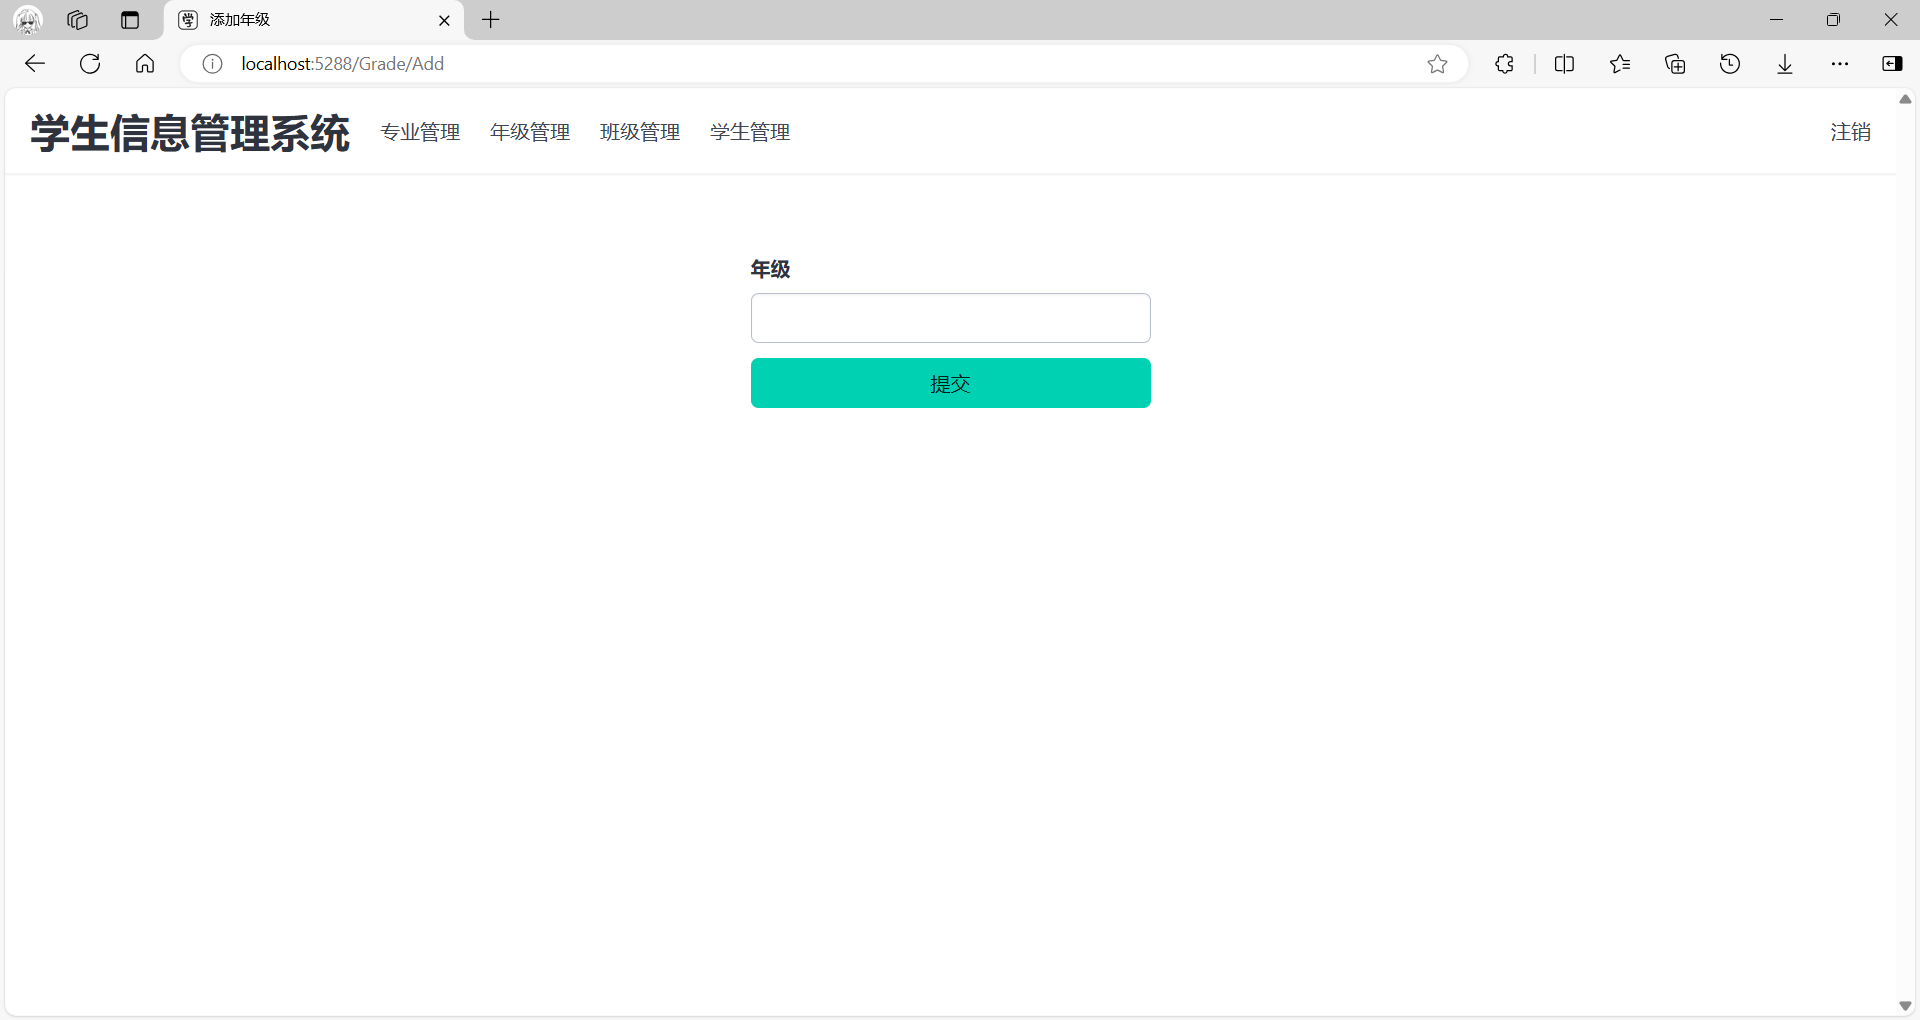 学 添加年级
localhost:5288/Grade/Add
学生信息管理系统 专业管理 年级管理 班级管理 学生管理 注销
年级
提交